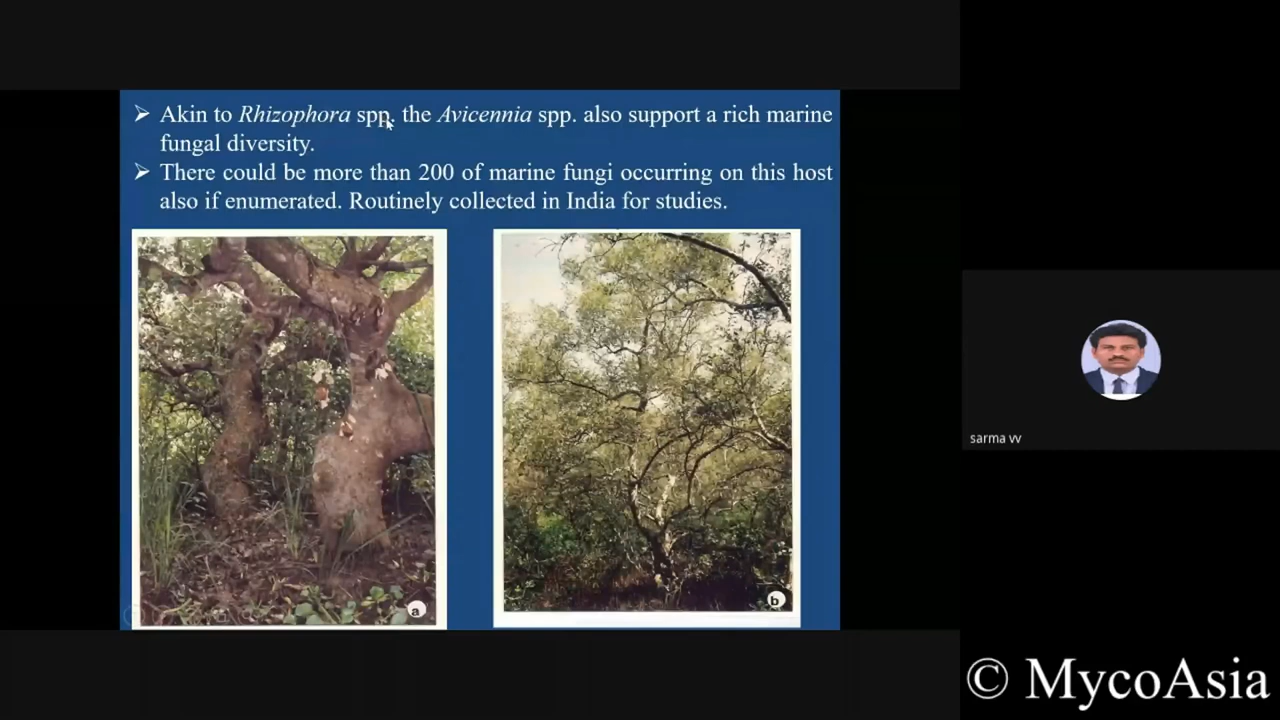 ➢ Akin to Rhizophora spp. the Avicennia spp. also support a rich marine
fungal diversity.
➢ There could be more than 200 of marine fungi occurring on this host
also if enumerated. Routinely collected in India for studies.
a
b
sarma vv
© MycoAsia